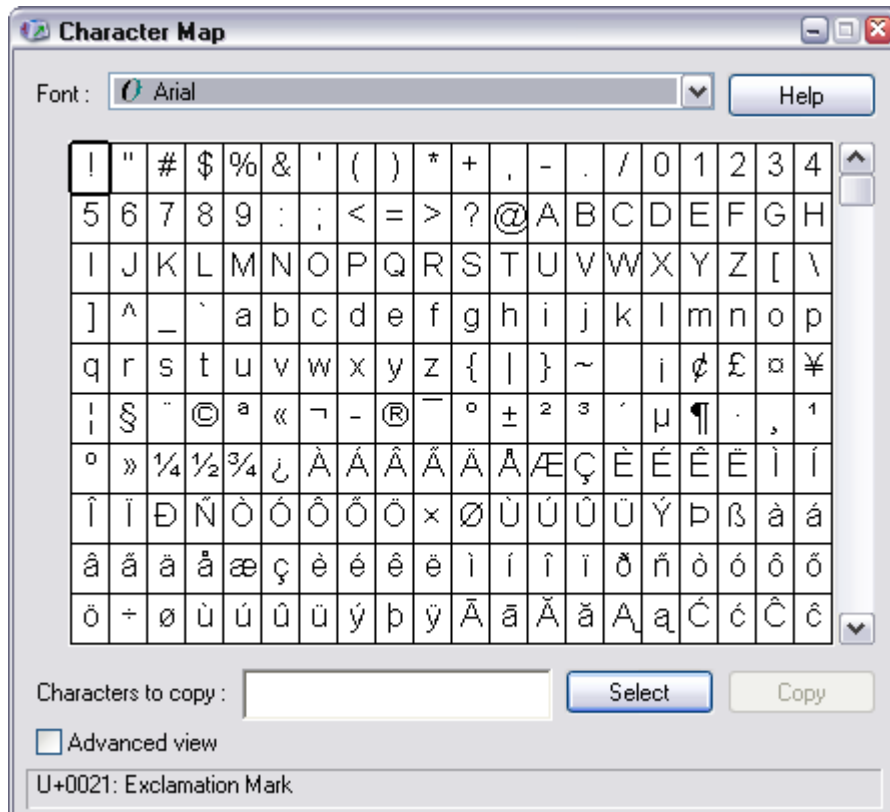 Character Map
Font : Arial Help
! " # $ % & ' ( ) * + , - . / 0 1 2 3 4
5 6 7 8 9 : ; < = > ? @ A B C D E F G H
I J K L M N O P Q R S T U V W X Y Z [ \
] ^ _ ` a b c d e f g h i j k l m n o p
q r s t u v w x y z { | } ~ ¡ ¢ £ ¤ ¥
¦ § ¨ © ª « ¬ - ® ¯ ° ± ² ³ ´ µ ¶ · ¸ ¹
º » ¼ ½ ¾ ¿ À Á Â Ã Ä Å Æ Ç È É Ê Ë Ì Í
Î Ï Ð Ñ Ò Ó Ô Õ Ö × Ø Ù Ú Û Ü Ý Þ ß à á
â ã ä å æ ç è é ê ë ì í î ï ð ñ ò ó ô õ
ö ÷ ø ù ú û ü ý þ ÿ Ā ā Ă ă Ą ą Ć ć Ĉ ĉ
Characters to copy : Select Copy
Advanced view
U+0021: Exclamation Mark